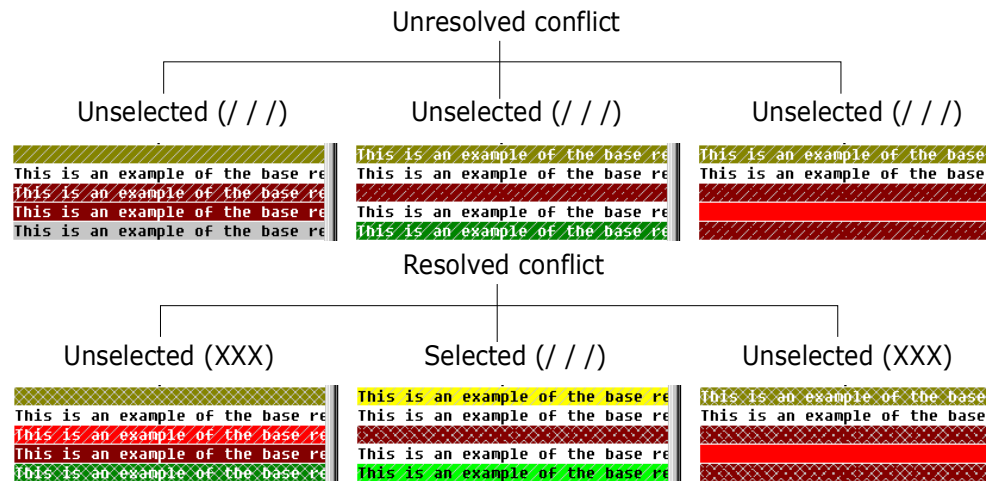 Unresolved conflict
Unselected (/ / /)
Unselected (/ / /)
Unselected (/ / /)
This is an example of the base re
This is an example of the base re
This is an example of the base re
This is an example of the base re
This is an example of the base re
This is an example of the base re
This is an example of the base re
This is an example of the base re
This is an example of the base
This is an example of the base
Resolved conflict
Unselected (XXX)
Selected (/ / /)
Unselected (XXX)
This is an example of the base re
This is an example of the base re
This is an example of the base re
This is an example of the base re
This is an example of the base re
This is an example of the base re
This is an example of the base re
This is an example of the base re
This is an example of the base
This is an example of the base